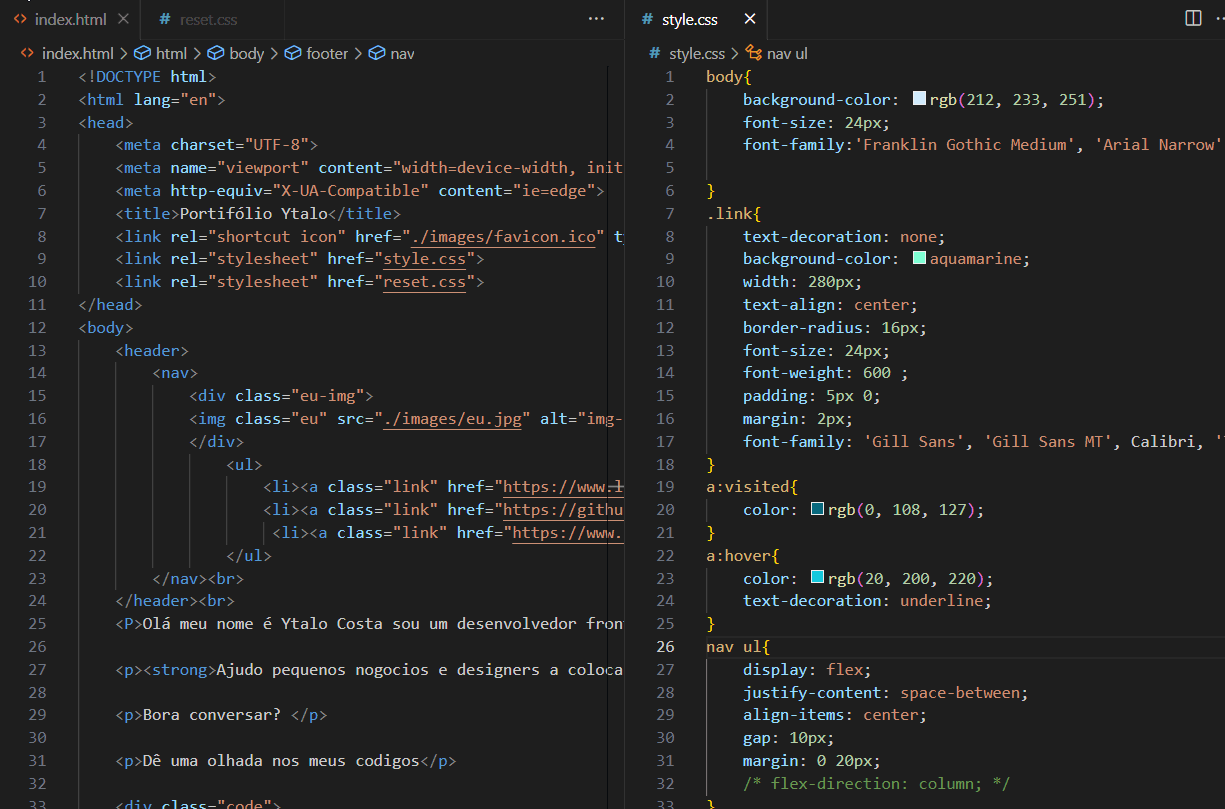 index.html
reset.css
index.html > html > body > footer > nav
1 <!DOCTYPE html>
2 <html lang="en">
3 <head>
4 <meta charset="UTF-8">
5 <meta name="viewport" content="width=device-width, init
6 <meta http-equiv="X-UA-Compatible" content="ie=edge">
7 <title>Portifólio Ytalo</title>
8 <link rel="shortcut icon" href="./images/favicon.ico" t
9 <link rel="stylesheet" href="style.css">
10 <link rel="stylesheet" href="reset.css">
11 </head>
12 <body>
13 <header>
14 <nav>
15 <div class="eu-img">
16 <img class="eu" src="./images/eu.jpg" alt="img-
17 </div>
18 <ul>
19 <li><a class="link" href="https://www.l
20 <li><a class="link" href="https://githu
21 <li><a class="link" href="https://www.
22 </ul>
23 </nav><br>
24 </header><br>
25 <P>Olá meu nome é Ytalo Costa sou um desenvolvedor fron
26
27 <p><strong>Ajudo pequenos nogocios e designers a coloca
28
29 <p>Bora conversar? </p>
30
31 <p>Dê uma olhada nos meus codigos</p>
32
33 <div class="code">
style.css
style.css > nav ul
1 body{
2 background-color: rgb(212, 233, 251);
3 font-size: 24px;
4 font-family:'Franklin Gothic Medium', 'Arial Narrow'
5
6 }
7 .link{
8 text-decoration: none;
9 background-color: aquamarine;
10 width: 280px;
11 text-align: center;
12 border-radius: 16px;
13 font-size: 24px;
14 font-weight: 600 ;
15 padding: 5px 0;
16 margin: 2px;
17 font-family: 'Gill Sans', 'Gill Sans MT', Calibri, '
18 }
19 a:visited{
20 color: rgb(0, 108, 127);
21 }
22 a:hover{
23 color: rgb(20, 200, 220);
24 text-decoration: underline;
25 }
26 nav ul{
27 display: flex;
28 justify-content: space-between;
29 align-items: center;
30 gap: 10px;
31 margin: 0 20px;
32 /* flex-direction: column; */
33 }